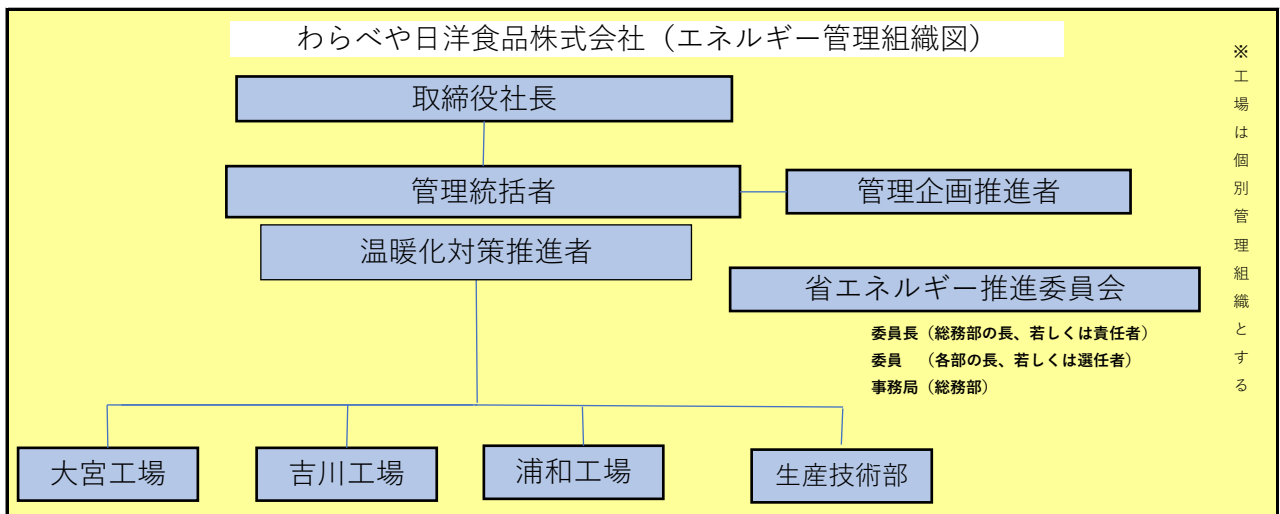 わらべや日洋食品株式会社（エネルギー管理組織図）
取締役社長
管理統括者
管理企画推進者
温暖化対策推進者
省エネルギー推進委員会
委員長（総務部の長、若しくは責任者）
委員　（各部の長、若しくは選任者）
事務局（総務部）
大宮工場
吉川工場
浦和工場
生産技術部
※工場は個別管理組織とする